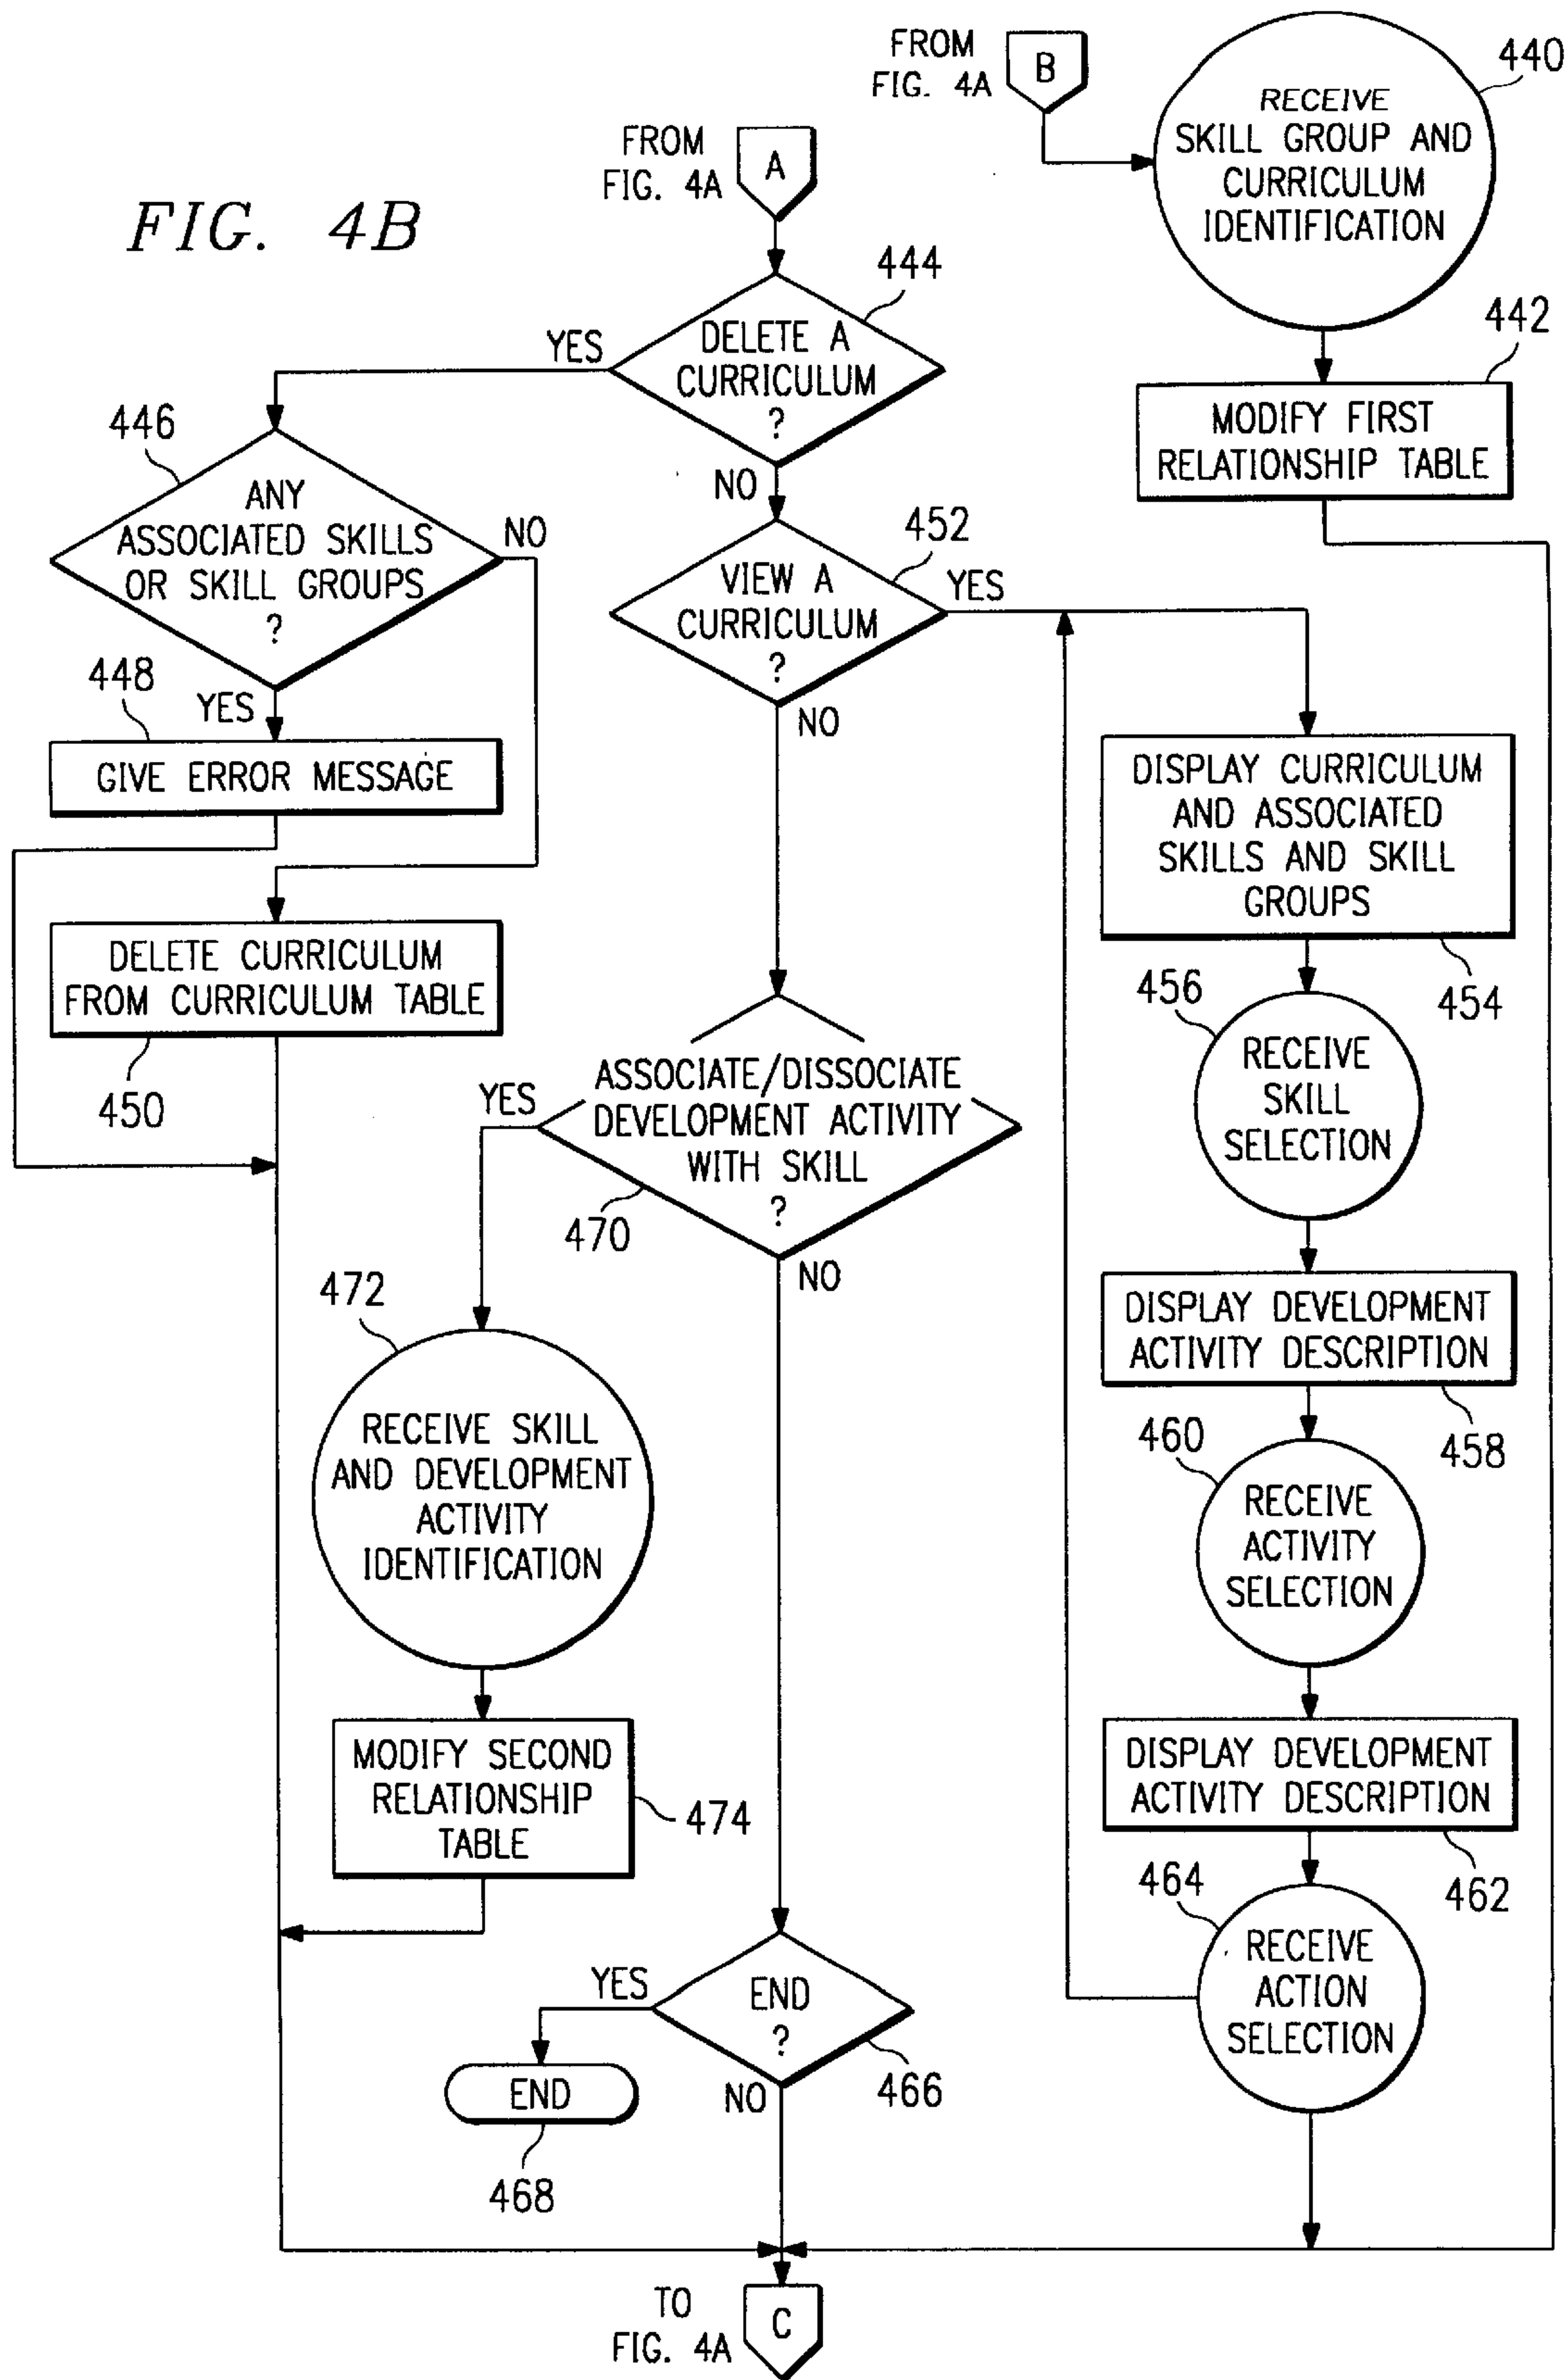 FIG. 4B
FROM
FIG. 4A
A
FROM
FIG. 4A
B
440
RECEIVE
SKILL GROUP AND
CURRICULUM
IDENTIFICATION
442
MODIFY FIRST
RELATIONSHIP TABLE
444
DELETE A
CURRICULUM
?
YES
NO
446
ANY
ASSOCIATED SKILLS
OR SKILL GROUPS
?
NO
YES
448
GIVE ERROR MESSAGE
DELETE CURRICULUM
FROM CURRICULUM TABLE
450
452
VIEW A
CURRICULUM
?
YES
NO
DISPLAY CURRICULUM
AND ASSOCIATED
SKILLS AND SKILL
GROUPS
454
456
RECEIVE
SKILL
SELECTION
DISPLAY DEVELOPMENT
ACTIVITY DESCRIPTION
458
460
RECEIVE
ACTIVITY
SELECTION
DISPLAY DEVELOPMENT
ACTIVITY DESCRIPTION
462
464
RECEIVE
ACTION
SELECTION
ASSOCIATE/DISSOCIATE
DEVELOPMENT ACTIVITY
WITH SKILL
?
YES
470
NO
472
RECEIVE SKILL
AND DEVELOPMENT
ACTIVITY
IDENTIFICATION
MODIFY SECOND
RELATIONSHIP
TABLE
474
END
?
YES
466
NO
END
468
TO
FIG. 4A
C